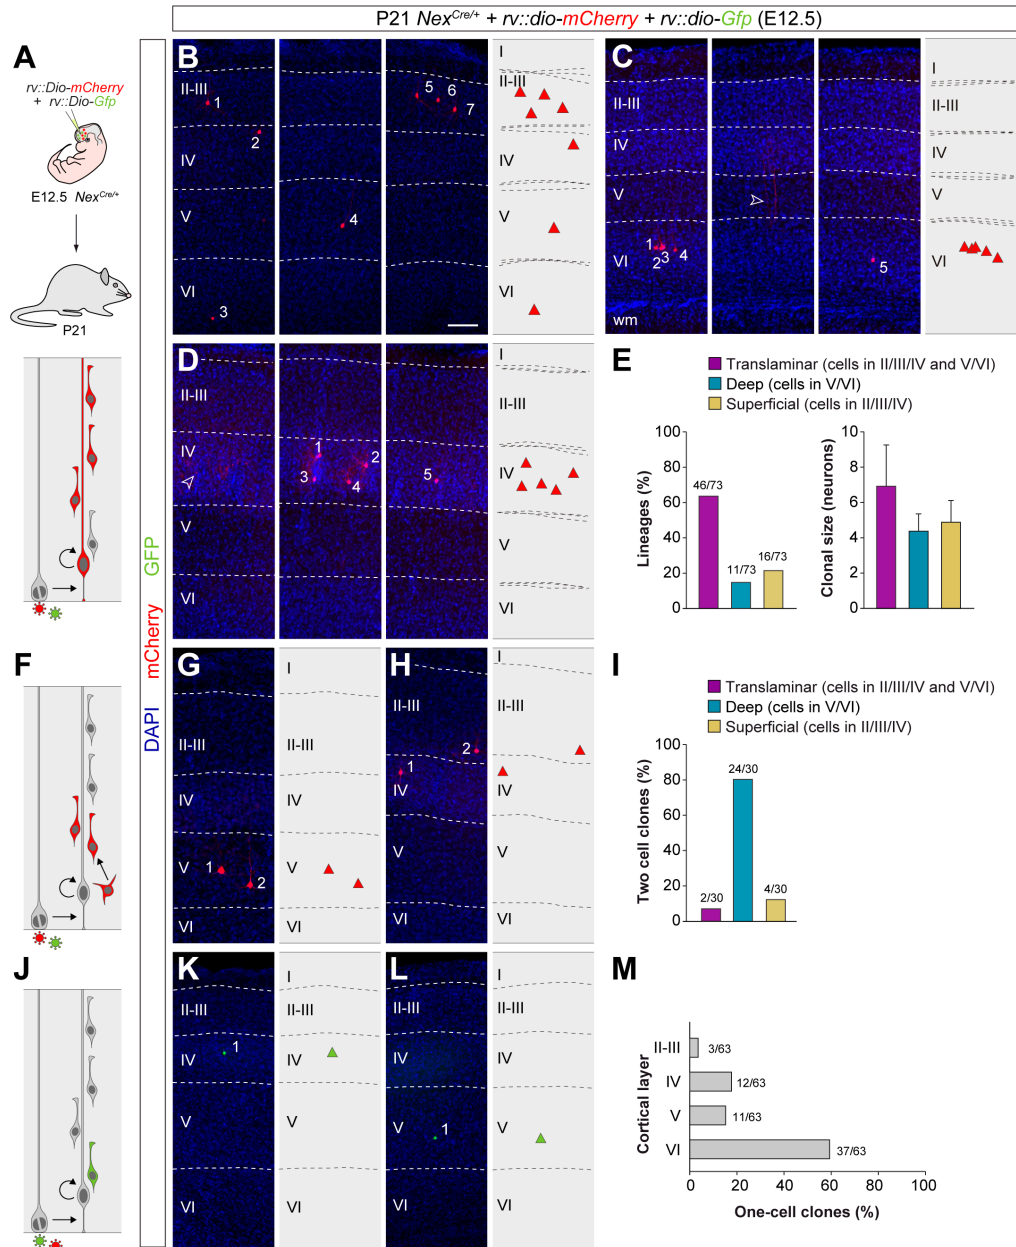 P21 NexCre/+ + rv::dio-mCherry + rv::dio-Gfp (E12.5)
A
rv::Dio-mCherry
+ rv::Dio-Gfp
E12.5 NexCre/+
P21
DAPI mCherry GFP
B
II-III
IV
V
VI
1
2
3
4
5
6
7
I
II-III
IV
V
VI
C
II-III
IV
V
VI
wm
1
2
3
4
5
I
II-III
IV
V
VI
D
II-III
IV
V
VI
1
2
3
4
5
I
II-III
IV
V
VI
E
Translaminar (cells in II/III/IV and V/VI)
Deep (cells in V/VI)
Superficial (cells in II/III/IV)
Lineages (%)
100
80
60
40
20
0
46/73
11/73
16/73
Clonal size (neurons)
10
8
6
4
2
0
F
G
II-III
IV
V
VI
1
2
I
II-III
IV
V
VI
H
II-III
IV
V
VI
1
2
I
II-III
IV
V
VI
I
Translaminar (cells in II/III/IV and V/VI)
Deep (cells in V/VI)
Superficial (cells in II/III/IV)
Two cell clones (%)
100
80
60
40
20
0
2/30
24/30
4/30
J
K
II-III
IV
V
VI
1
I
II-III
IV
V
VI
L
II-III
IV
V
VI
1
I
II-III
IV
V
VI
M
Cortical layer
II-III
IV
V
VI
3/63
12/63
11/63
37/63
0
20
40
60
80
100
One-cell clones (%)